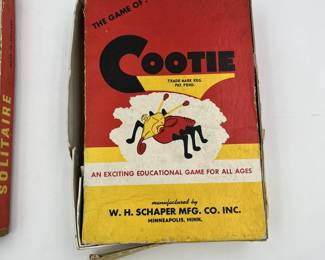 THE GAME OF
COOTIE
TRADE MARK REG.
PAT. PEND.
AN EXCITING EDUCATIONAL GAME FOR ALL AGES
manufactured by
W. H. SCHAPER MFG. CO. INC.
MINNEAPOLIS, MINN.
SOLITAIRE